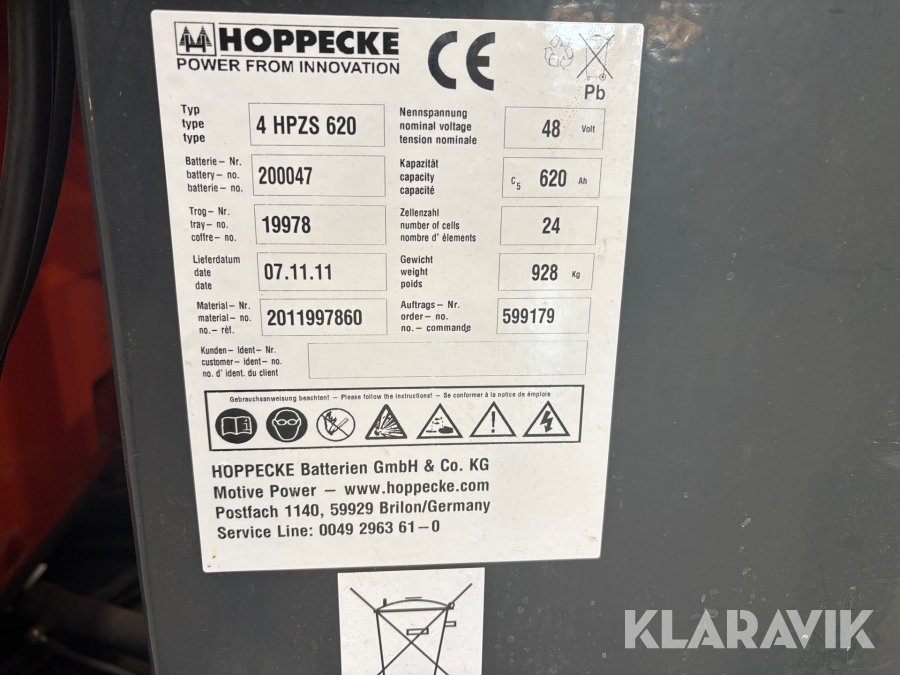 HOPPECKE
POWER FROM INNOVATION
CE
Pb
Typ
type
type
4 HPZS 620
Nennspannung
nominal voltage
tension nominale
48 Volt
Batterie – Nr.
battery – no.
batterie – no.
200047
Kapazität
capacity
capacité
C5 620 Ah
Trog – Nr.
tray – no.
coffre – no.
19978
Zellenzahl
number of cells
nombre d' élements
24
Lieferdatum
date
date
07.11.11
Gewicht
weight
poids
928 Kg
Material – Nr.
material – no.
no. – réf.
2011997860
Auftrags – Nr.
order – no.
no. – commande
599179
Kunden – Ident – Nr.
customer – ident – no.
no. d' ident. du client
Gebrauchsanweisung beachten! – Please follow the instructions! – Se conformer à la notice de émploie
HOPPECKE Batterien GmbH & Co. KG
Motive Power – www.hoppecke.com
Postfach 1140, 59929 Brilon/Germany
Service Line: 0049 2963 61–0
KLARAVIK